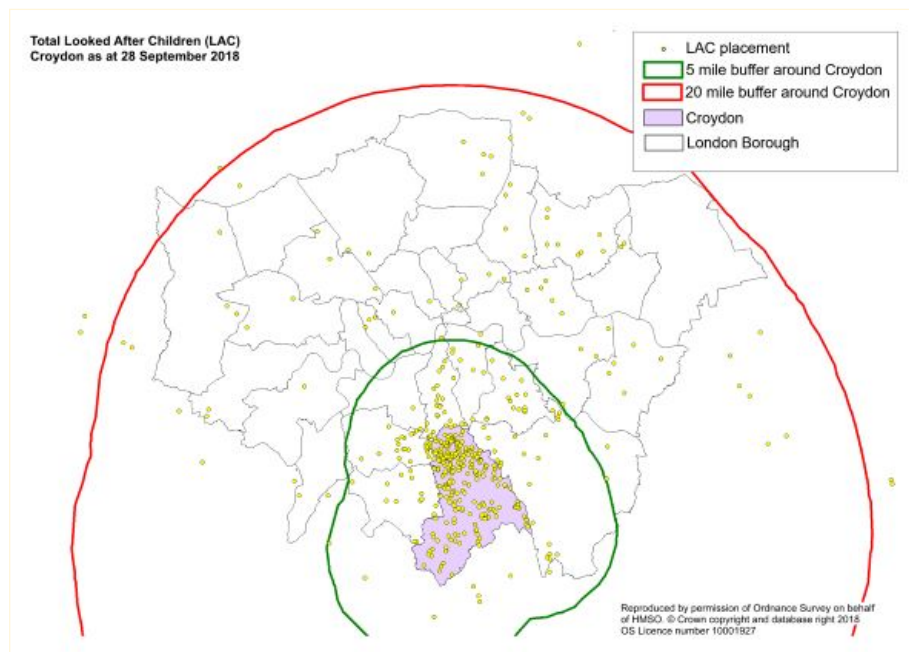 Total Looked After Children (LAC)
Croydon as at 28 September 2018
LAC placement
5 mile buffer around Croydon
20 mile buffer around Croydon
Croydon
London Borough
Reproduced by permission of Ordnance Survey on behalf
of HMSO. © Crown copyright and database right 2018
OS Licence number 10001927